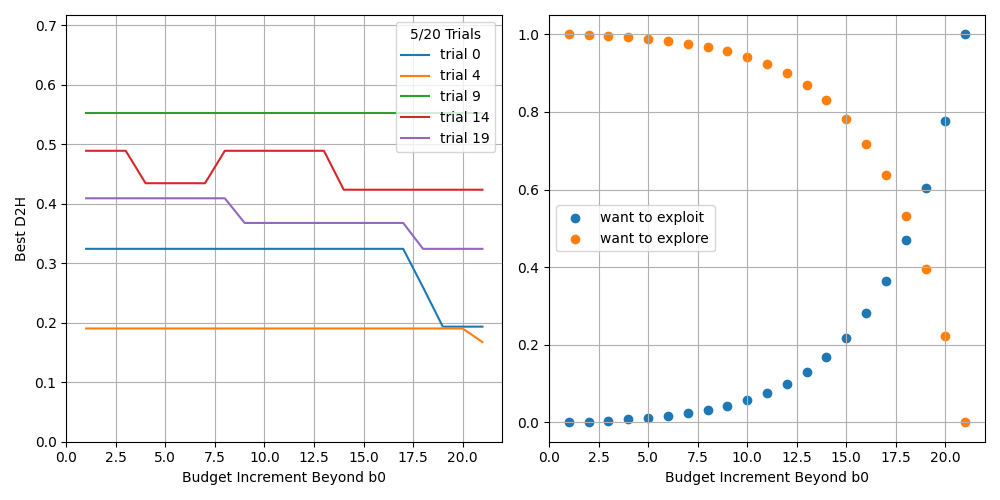 0.7
0.6
0.5
0.4
0.3
0.2
0.1
0.0
Best D2H
0.0 2.5 5.0 7.5 10.0 12.5 15.0 17.5 20.0
Budget Increment Beyond b0
5/20 Trials
trial 0
trial 4
trial 9
trial 14
trial 19
1.0
0.8
0.6
0.4
0.2
0.0
0.0 2.5 5.0 7.5 10.0 12.5 15.0 17.5 20.0
Budget Increment Beyond b0
want to exploit
want to explore